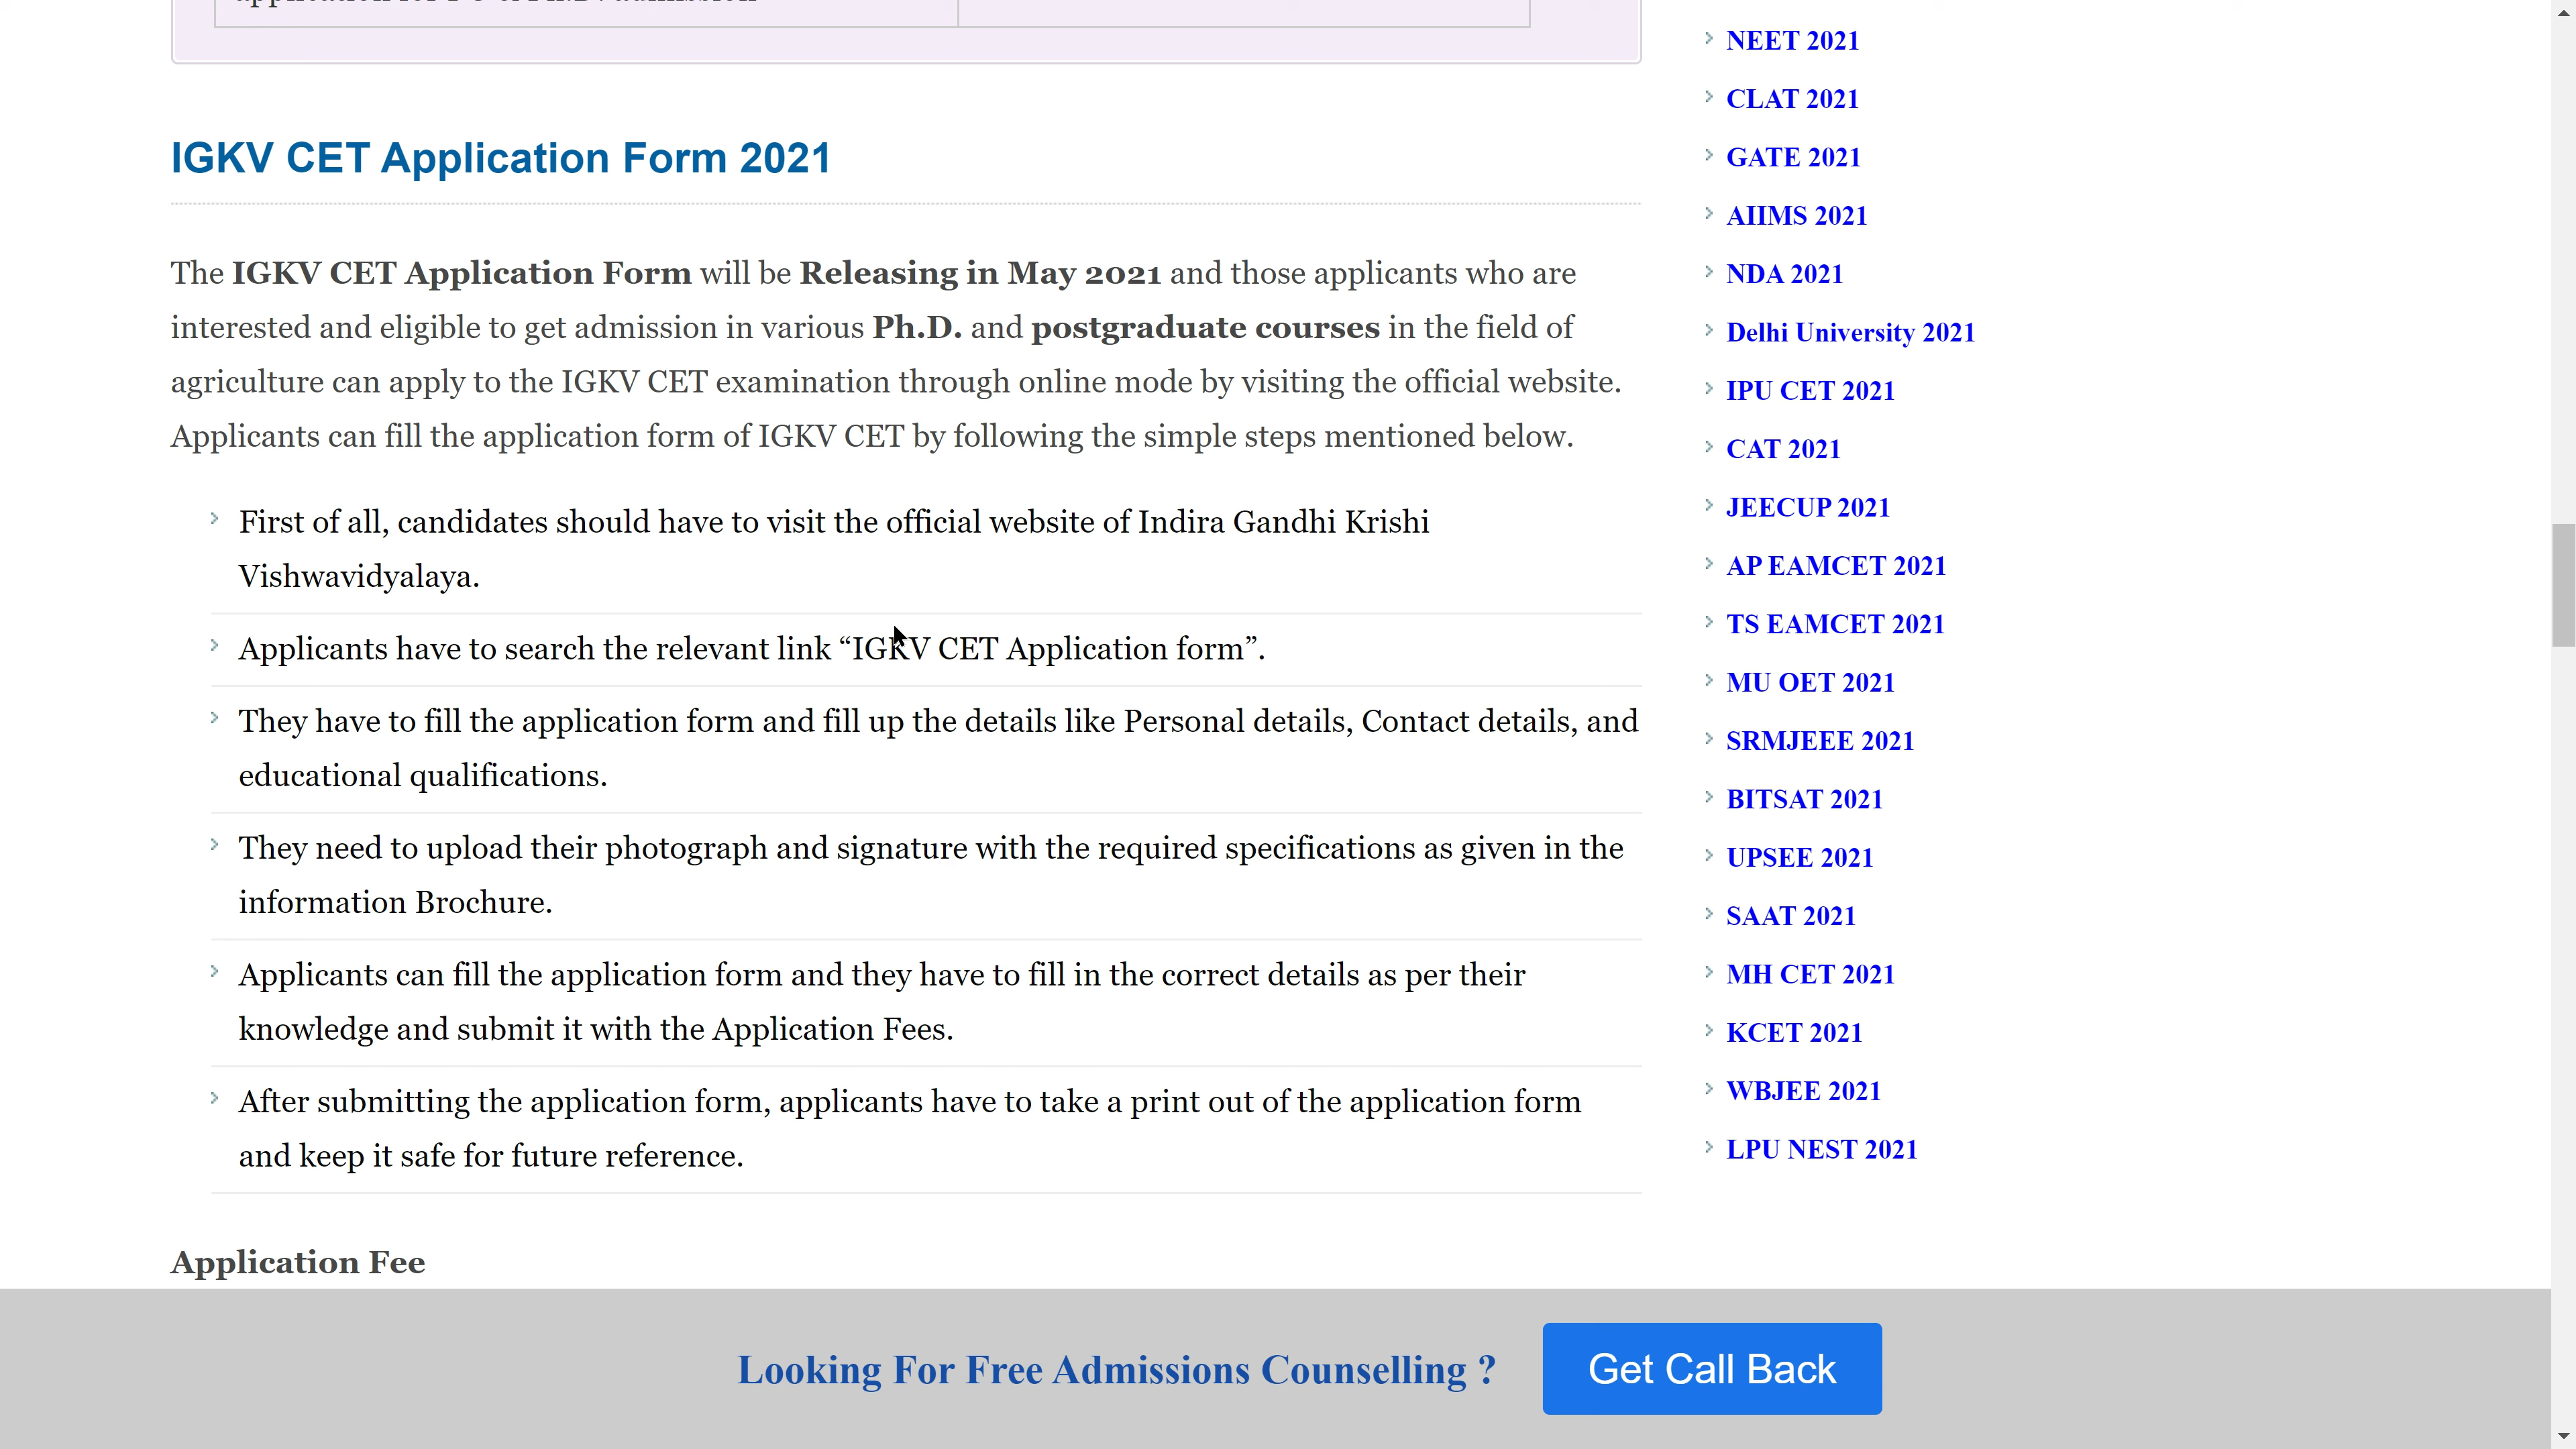 IGKV CET Application Form 2021
The IGKV CET Application Form will be Releasing in May 2021 and those applicants who are
interested and eligible to get admission in various Ph.D. and postgraduate courses in the field of
agriculture can apply to the IGKV CET examination through online mode by visiting the official website.
Applicants can fill the application form of IGKV CET by following the simple steps mentioned below.
First of all, candidates should have to visit the official website of Indira Gandhi Krishi
Vishwavidyalaya.
Applicants have to search the relevant link “IGKV CET Application form”.
They have to fill the application form and fill up the details like Personal details, Contact details, and
educational qualifications.
They need to upload their photograph and signature with the required specifications as given in the
information Brochure.
Applicants can fill the application form and they have to fill in the correct details as per their
knowledge and submit it with the Application Fees.
After submitting the application form, applicants have to take a print out of the application form
and keep it safe for future reference.
Application Fee
NEET 2021
CLAT 2021
GATE 2021
AIIMS 2021
NDA 2021
Delhi University 2021
IPU CET 2021
CAT 2021
JEECUP 2021
AP EAMCET 2021
TS EAMCET 2021
MU OET 2021
SRMJEEE 2021
BITSAT 2021
UPSEE 2021
SAAT 2021
MH CET 2021
KCET 2021
WBJEE 2021
LPU NEST 2021
Looking For Free Admissions Counselling ?
Get Call Back